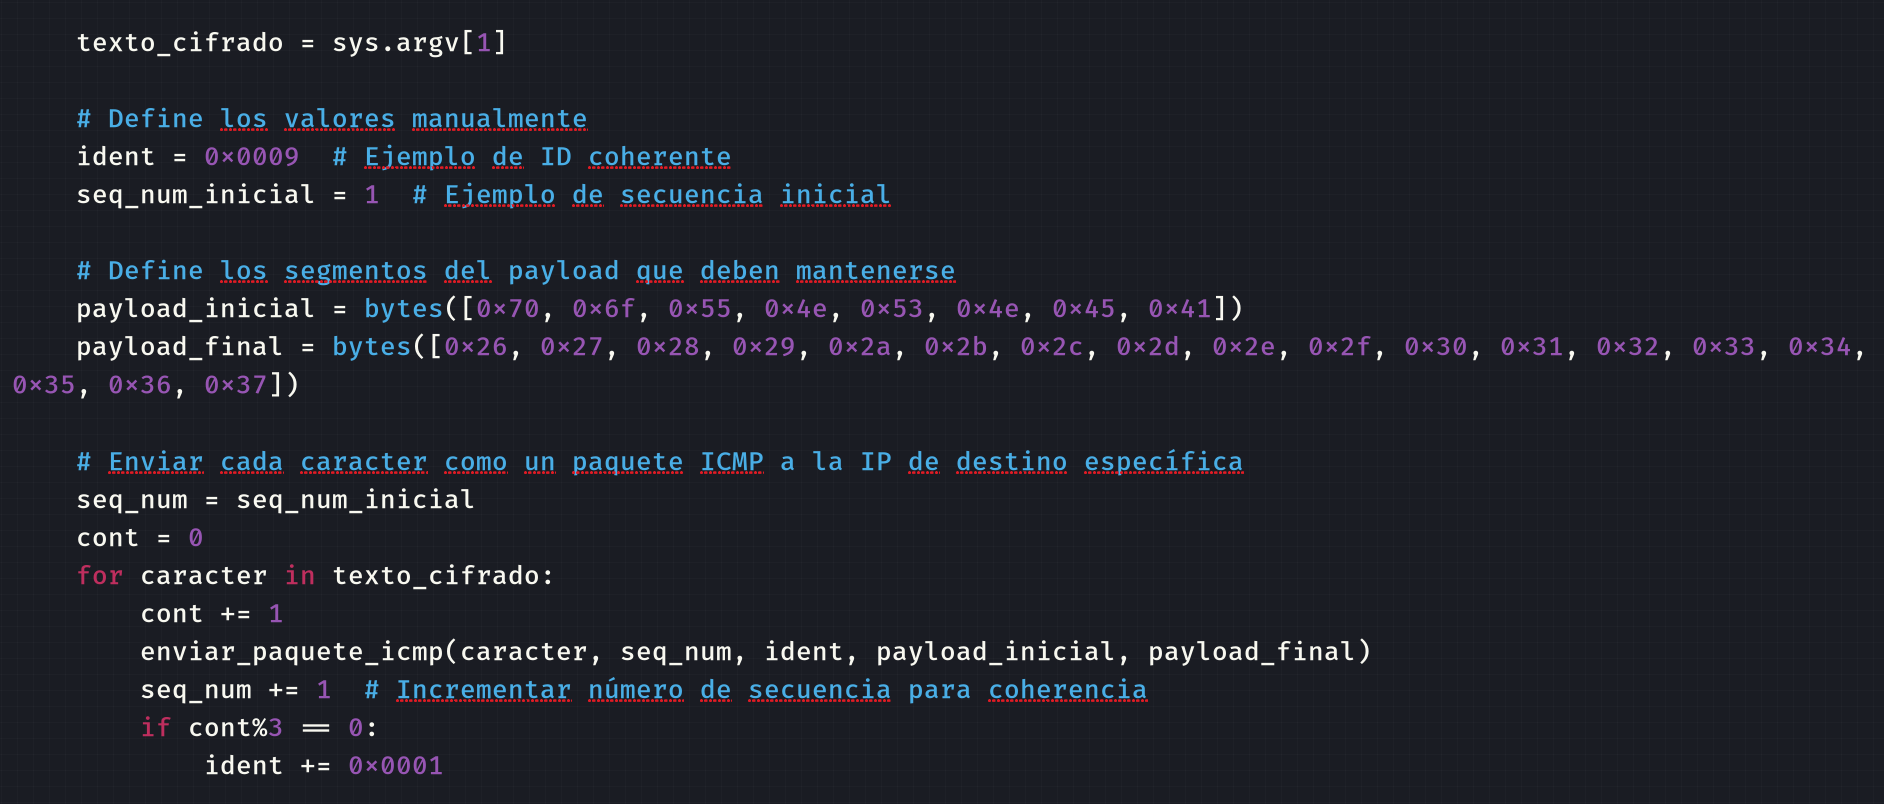 texto_cifrado = sys.argv[1]
# Define los valores manualmente
ident = 0x0009  # Ejemplo de ID coherente
seq_num_inicial = 1  # Ejemplo de secuencia inicial
# Define los segmentos del payload que deben mantenerse
payload_inicial = bytes([0x70, 0x6f, 0x55, 0x4e, 0x53, 0x4e, 0x45, 0x41])
payload_final = bytes([0x26, 0x27, 0x28, 0x29, 0x2a, 0x2b, 0x2c, 0x2d, 0x2e, 0x2f, 0x30, 0x31, 0x32, 0x33, 0x34,
0x35, 0x36, 0x37])
# Enviar cada caracter como un paquete ICMP a la IP de destino específica
seq_num = seq_num_inicial
cont = 0
for caracter in texto_cifrado:
cont += 1
enviar_paquete_icmp(caracter, seq_num, ident, payload_inicial, payload_final)
seq_num += 1  # Incrementar número de secuencia para coherencia
if cont%3 == 0:
ident += 0x0001